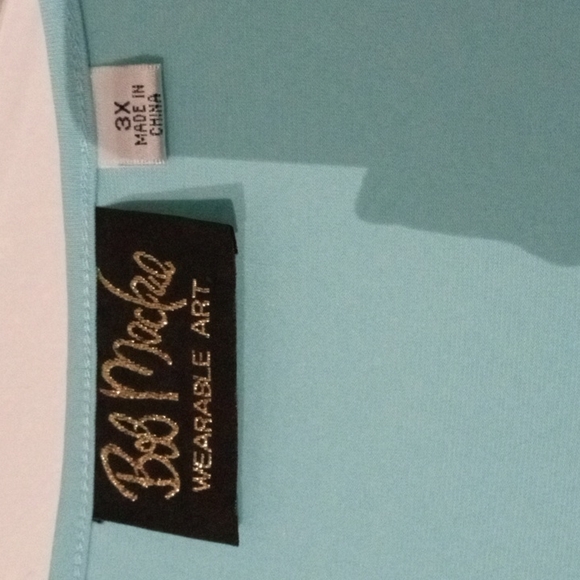 3X
MADE IN
CHINA
Bob Mackie
WEARABLE ART